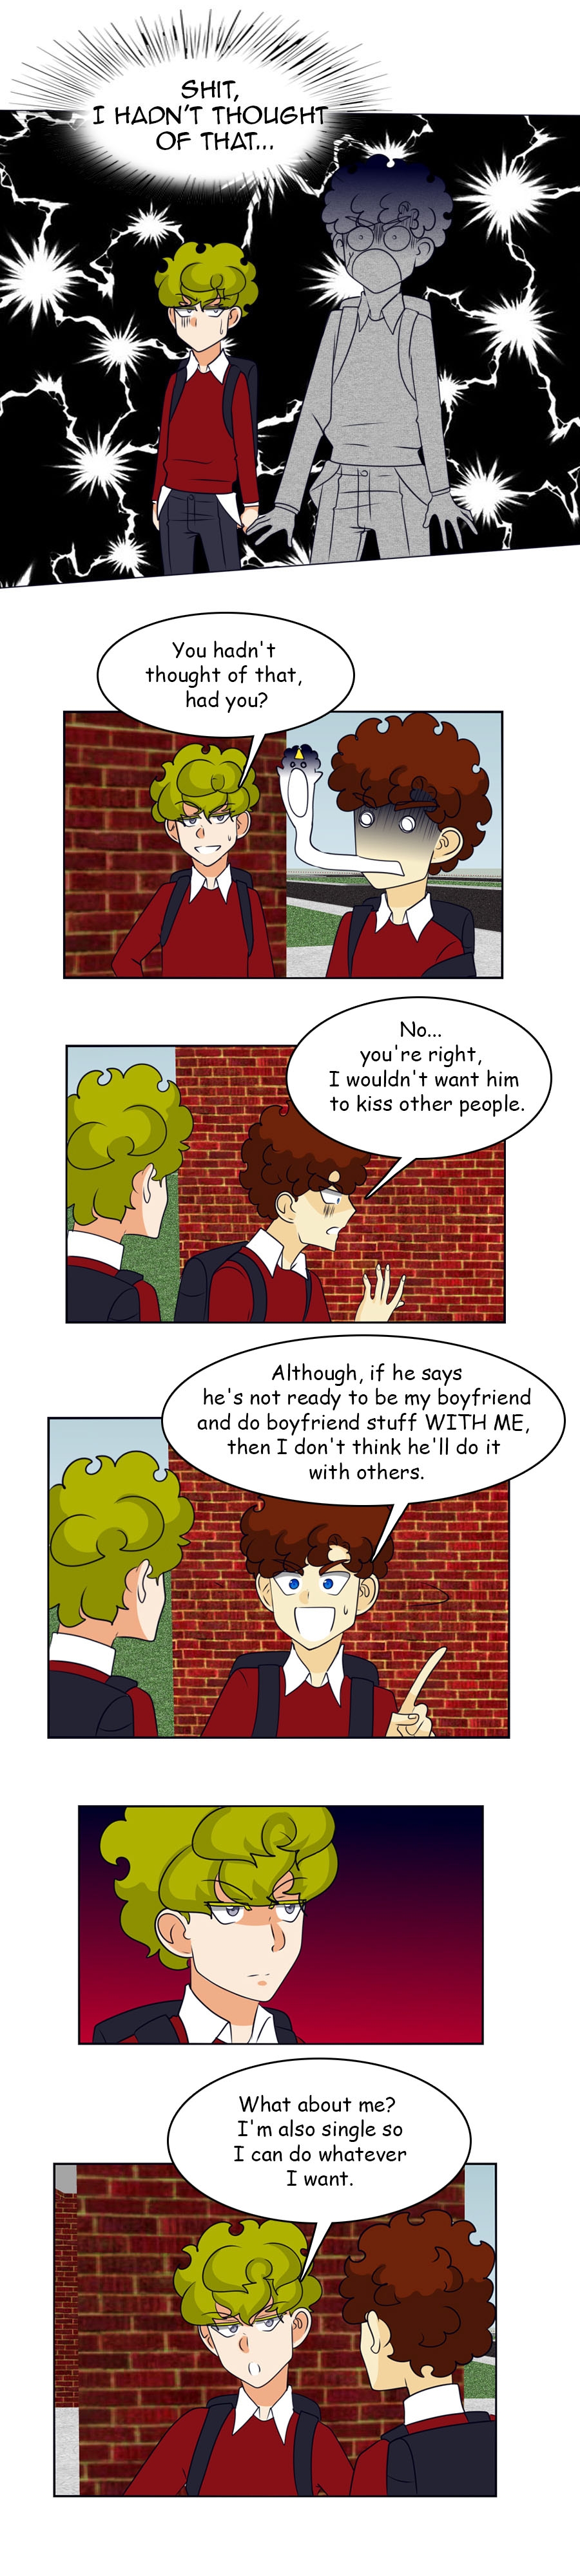 SHIT,
I HADN'T THOUGHT
OF THAT...
You hadn't
thought of that,
had you?
No...
you're right,
I wouldn't want him
to kiss other people.
Although, if he says
he's not ready to be my boyfriend
and do boyfriend stuff WITH ME,
then I don't think he'll do it
with others.
What about me?
I'm also single so
I can do whatever
I want.